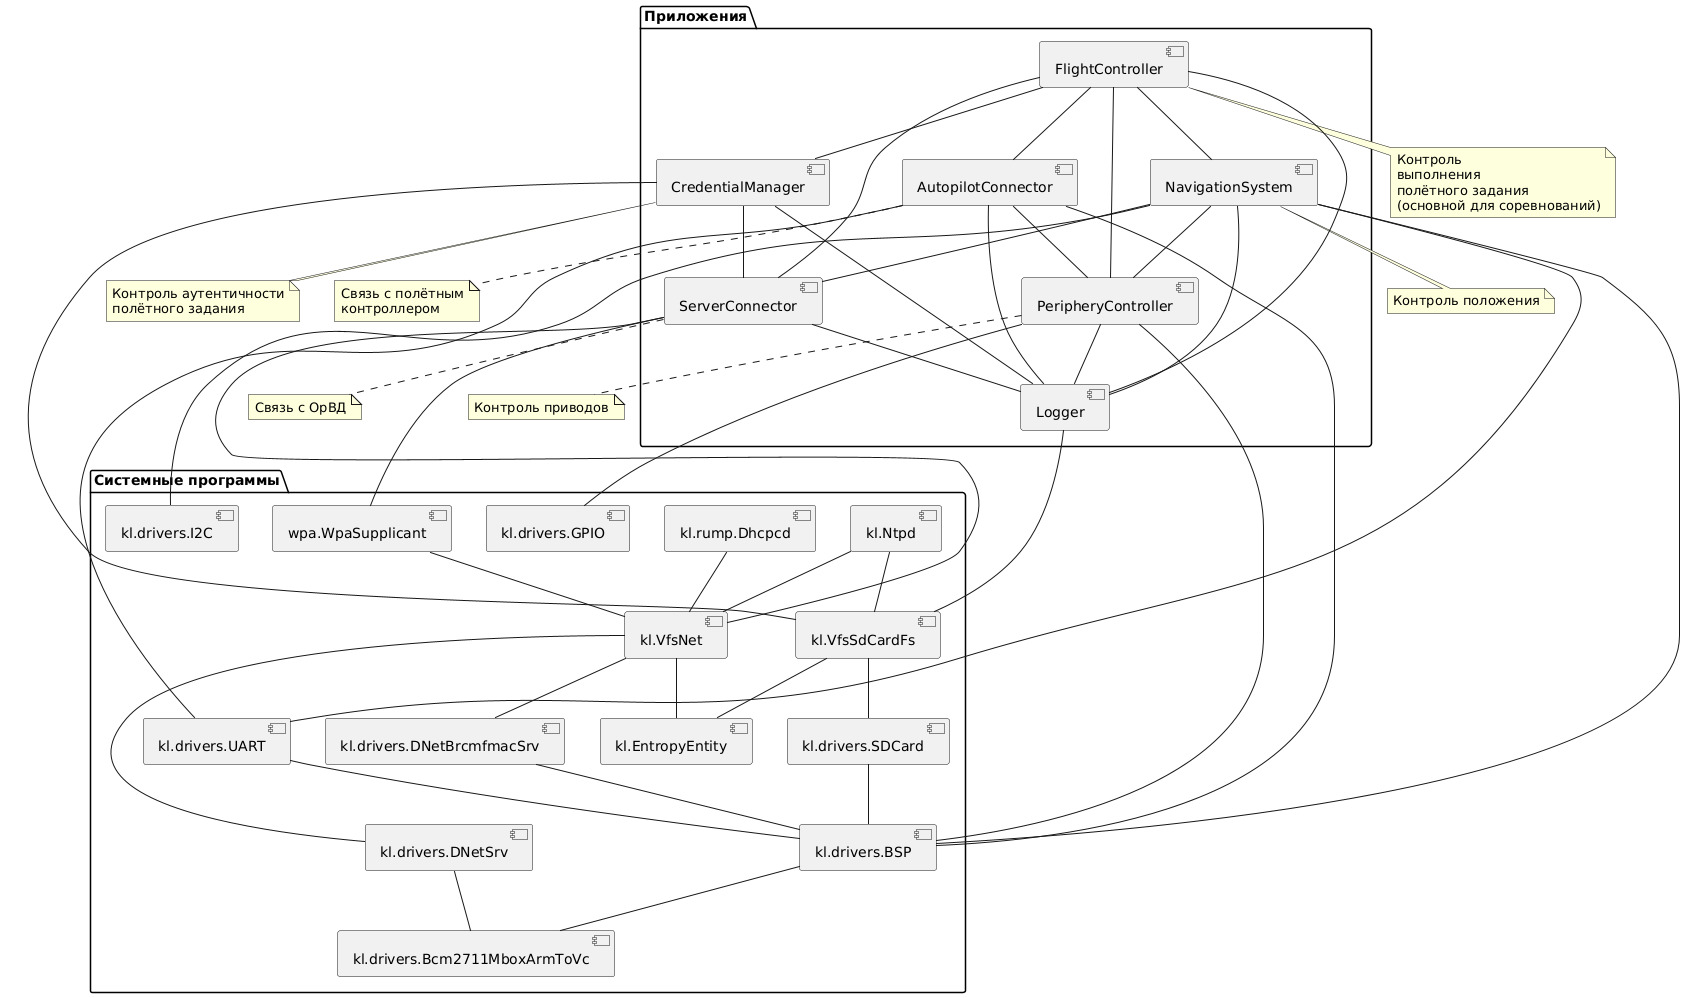 Приложения
FlightController
Контроль
выполнения
полётного задания
(основной для соревнований)
CredentialManager
AutopilotConnector
NavigationSystem
Контроль аутентичности
полётного задания
Связь с полётным
контроллером
ServerConnector
PeripheryController
Контроль положения
Связь с ОрВД
Контроль приводов
Logger
Системные программы
kl.drivers.I2C
wpa.WpaSupplicant
kl.drivers.GPIO
kl.rump.Dhcpcd
kl.Ntpd
kl.VfsNet
kl.VfsSdCardFs
kl.drivers.UART
kl.drivers.DNetBrcmfmacSrv
kl.EntropyEntity
kl.drivers.SDCard
kl.drivers.DNetSrv
kl.drivers.BSP
kl.drivers.Bcm2711MboxArmToVc